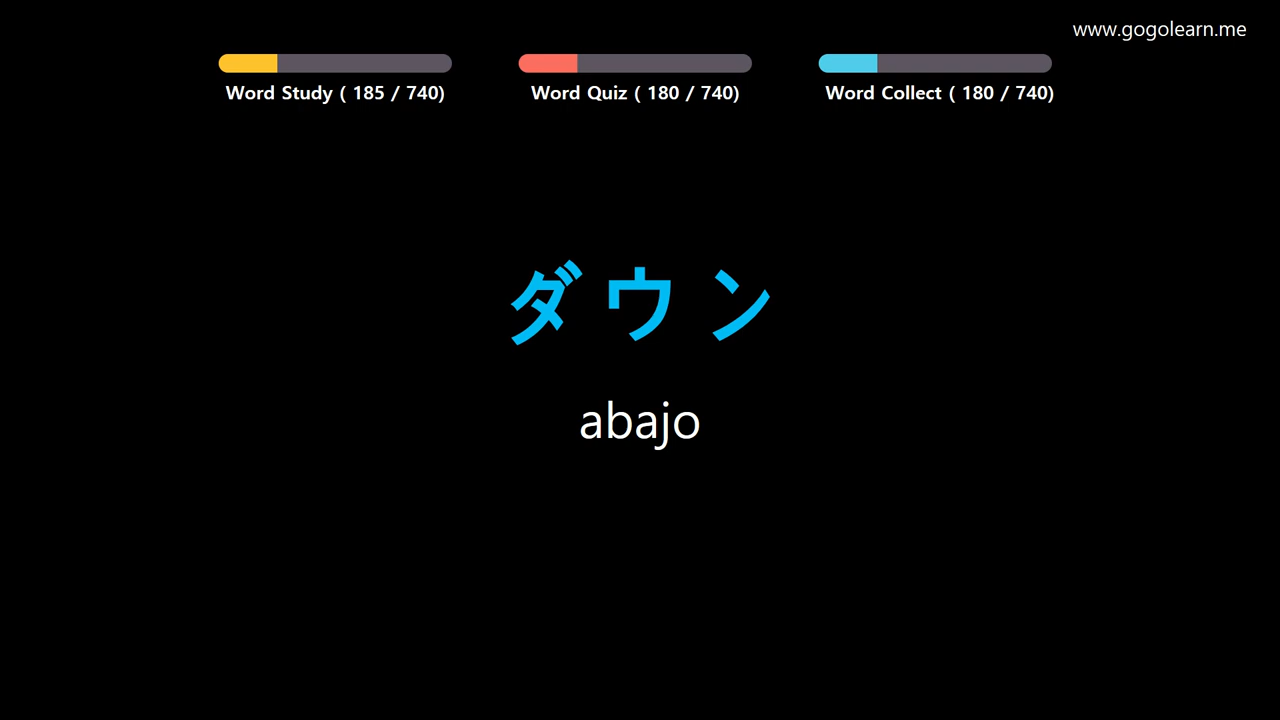 www.gogolearn.me
Word Study ( 185 / 740)
Word Quiz ( 180 / 740)
Word Collect ( 180 / 740)
ダウン
abajo